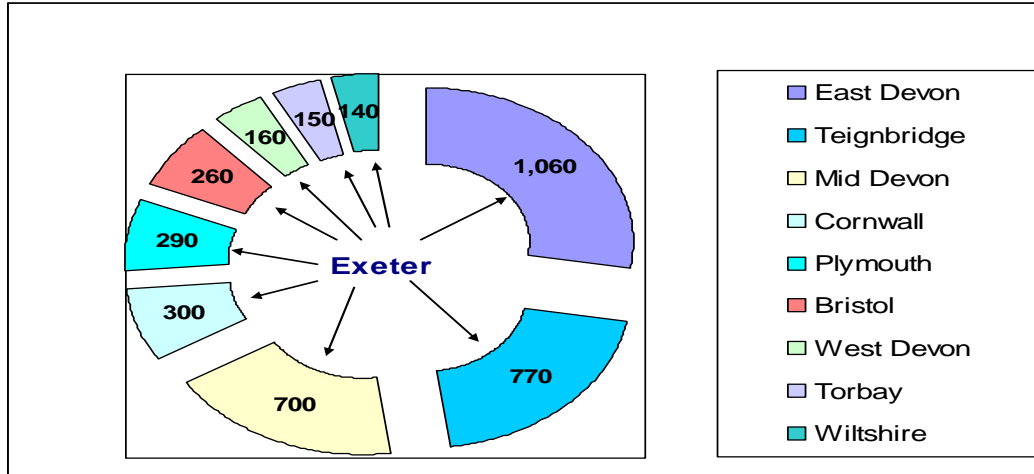 140
150
160
1,060
260
290
Exeter
300
770
700
East Devon
Teignbridge
Mid Devon
Cornwall
Plymouth
Bristol
West Devon
Torbay
Wiltshire